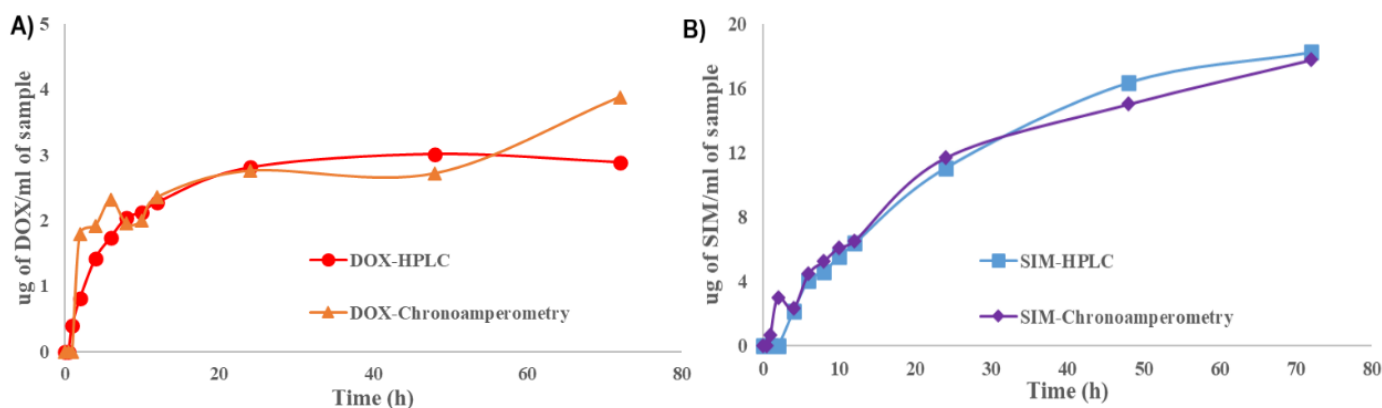 A)
ug of DOX/ml of sample
5
4
3
2
1
0
0 20 40 60 80
Time (h)
DOX-HPLC
DOX-Chronoamperometry
B)
ug of SIM/ml of sample
20
16
12
8
4
0
0 10 20 30 40 50 60 70 80
Time (h)
SIM-HPLC
SIM-Chronoamperometry